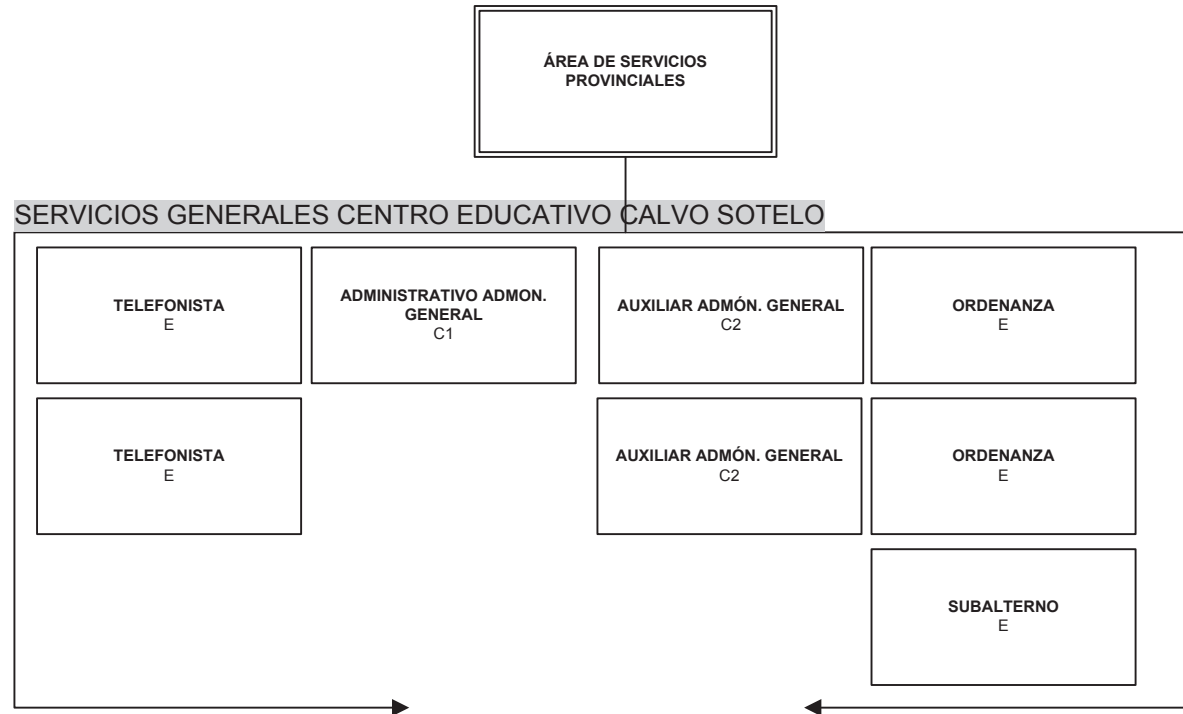 ÁREA DE SERVICIOS
PROVINCIALES
SERVICIOS GENERALES CENTRO EDUCATIVO CALVO SOTELO
TELEFONISTA
E
ADMINISTRATIVO ADMON.
GENERAL
C1
AUXILIAR ADMÓN. GENERAL
C2
ORDENANZA
E
TELEFONISTA
E
AUXILIAR ADMÓN. GENERAL
C2
ORDENANZA
E
SUBALTERNO
E